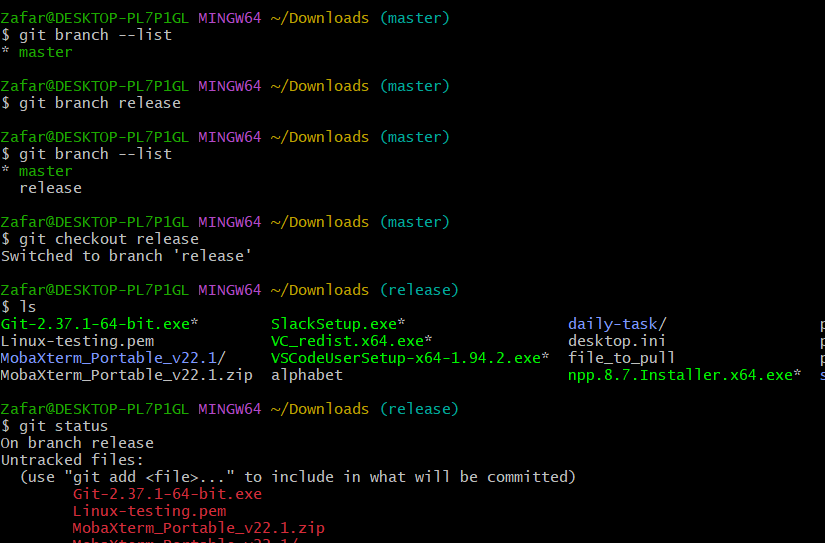 Zafar@DESKTOP-PL7P1GL MINGW64 ~/Downloads (master)
$ git branch --list
* master
Zafar@DESKTOP-PL7P1GL MINGW64 ~/Downloads (master)
$ git branch release
Zafar@DESKTOP-PL7P1GL MINGW64 ~/Downloads (master)
$ git branch --list
* master
release
Zafar@DESKTOP-PL7P1GL MINGW64 ~/Downloads (master)
$ git checkout release
Switched to branch 'release'
Zafar@DESKTOP-PL7P1GL MINGW64 ~/Downloads (release)
$ ls
Git-2.37.1-64-bit.exe* SlackSetup.exe* daily-task/
Linux-testing.pem VC_redist.x64.exe* desktop.ini
MobaXterm_Portable_v22.1/ VSCodeUserSetup-x64-1.94.2.exe* file_to_pull
MobaXterm_Portable_v22.1.zip alphabet npp.8.7.Installer.x64.exe*
Zafar@DESKTOP-PL7P1GL MINGW64 ~/Downloads (release)
$ git status
On branch release
Untracked files:
(use "git add <file>..." to include in what will be committed)
Git-2.37.1-64-bit.exe
Linux-testing.pem
MobaXterm_Portable_v22.1.zip
MobaXterm_Portable_v22.1/